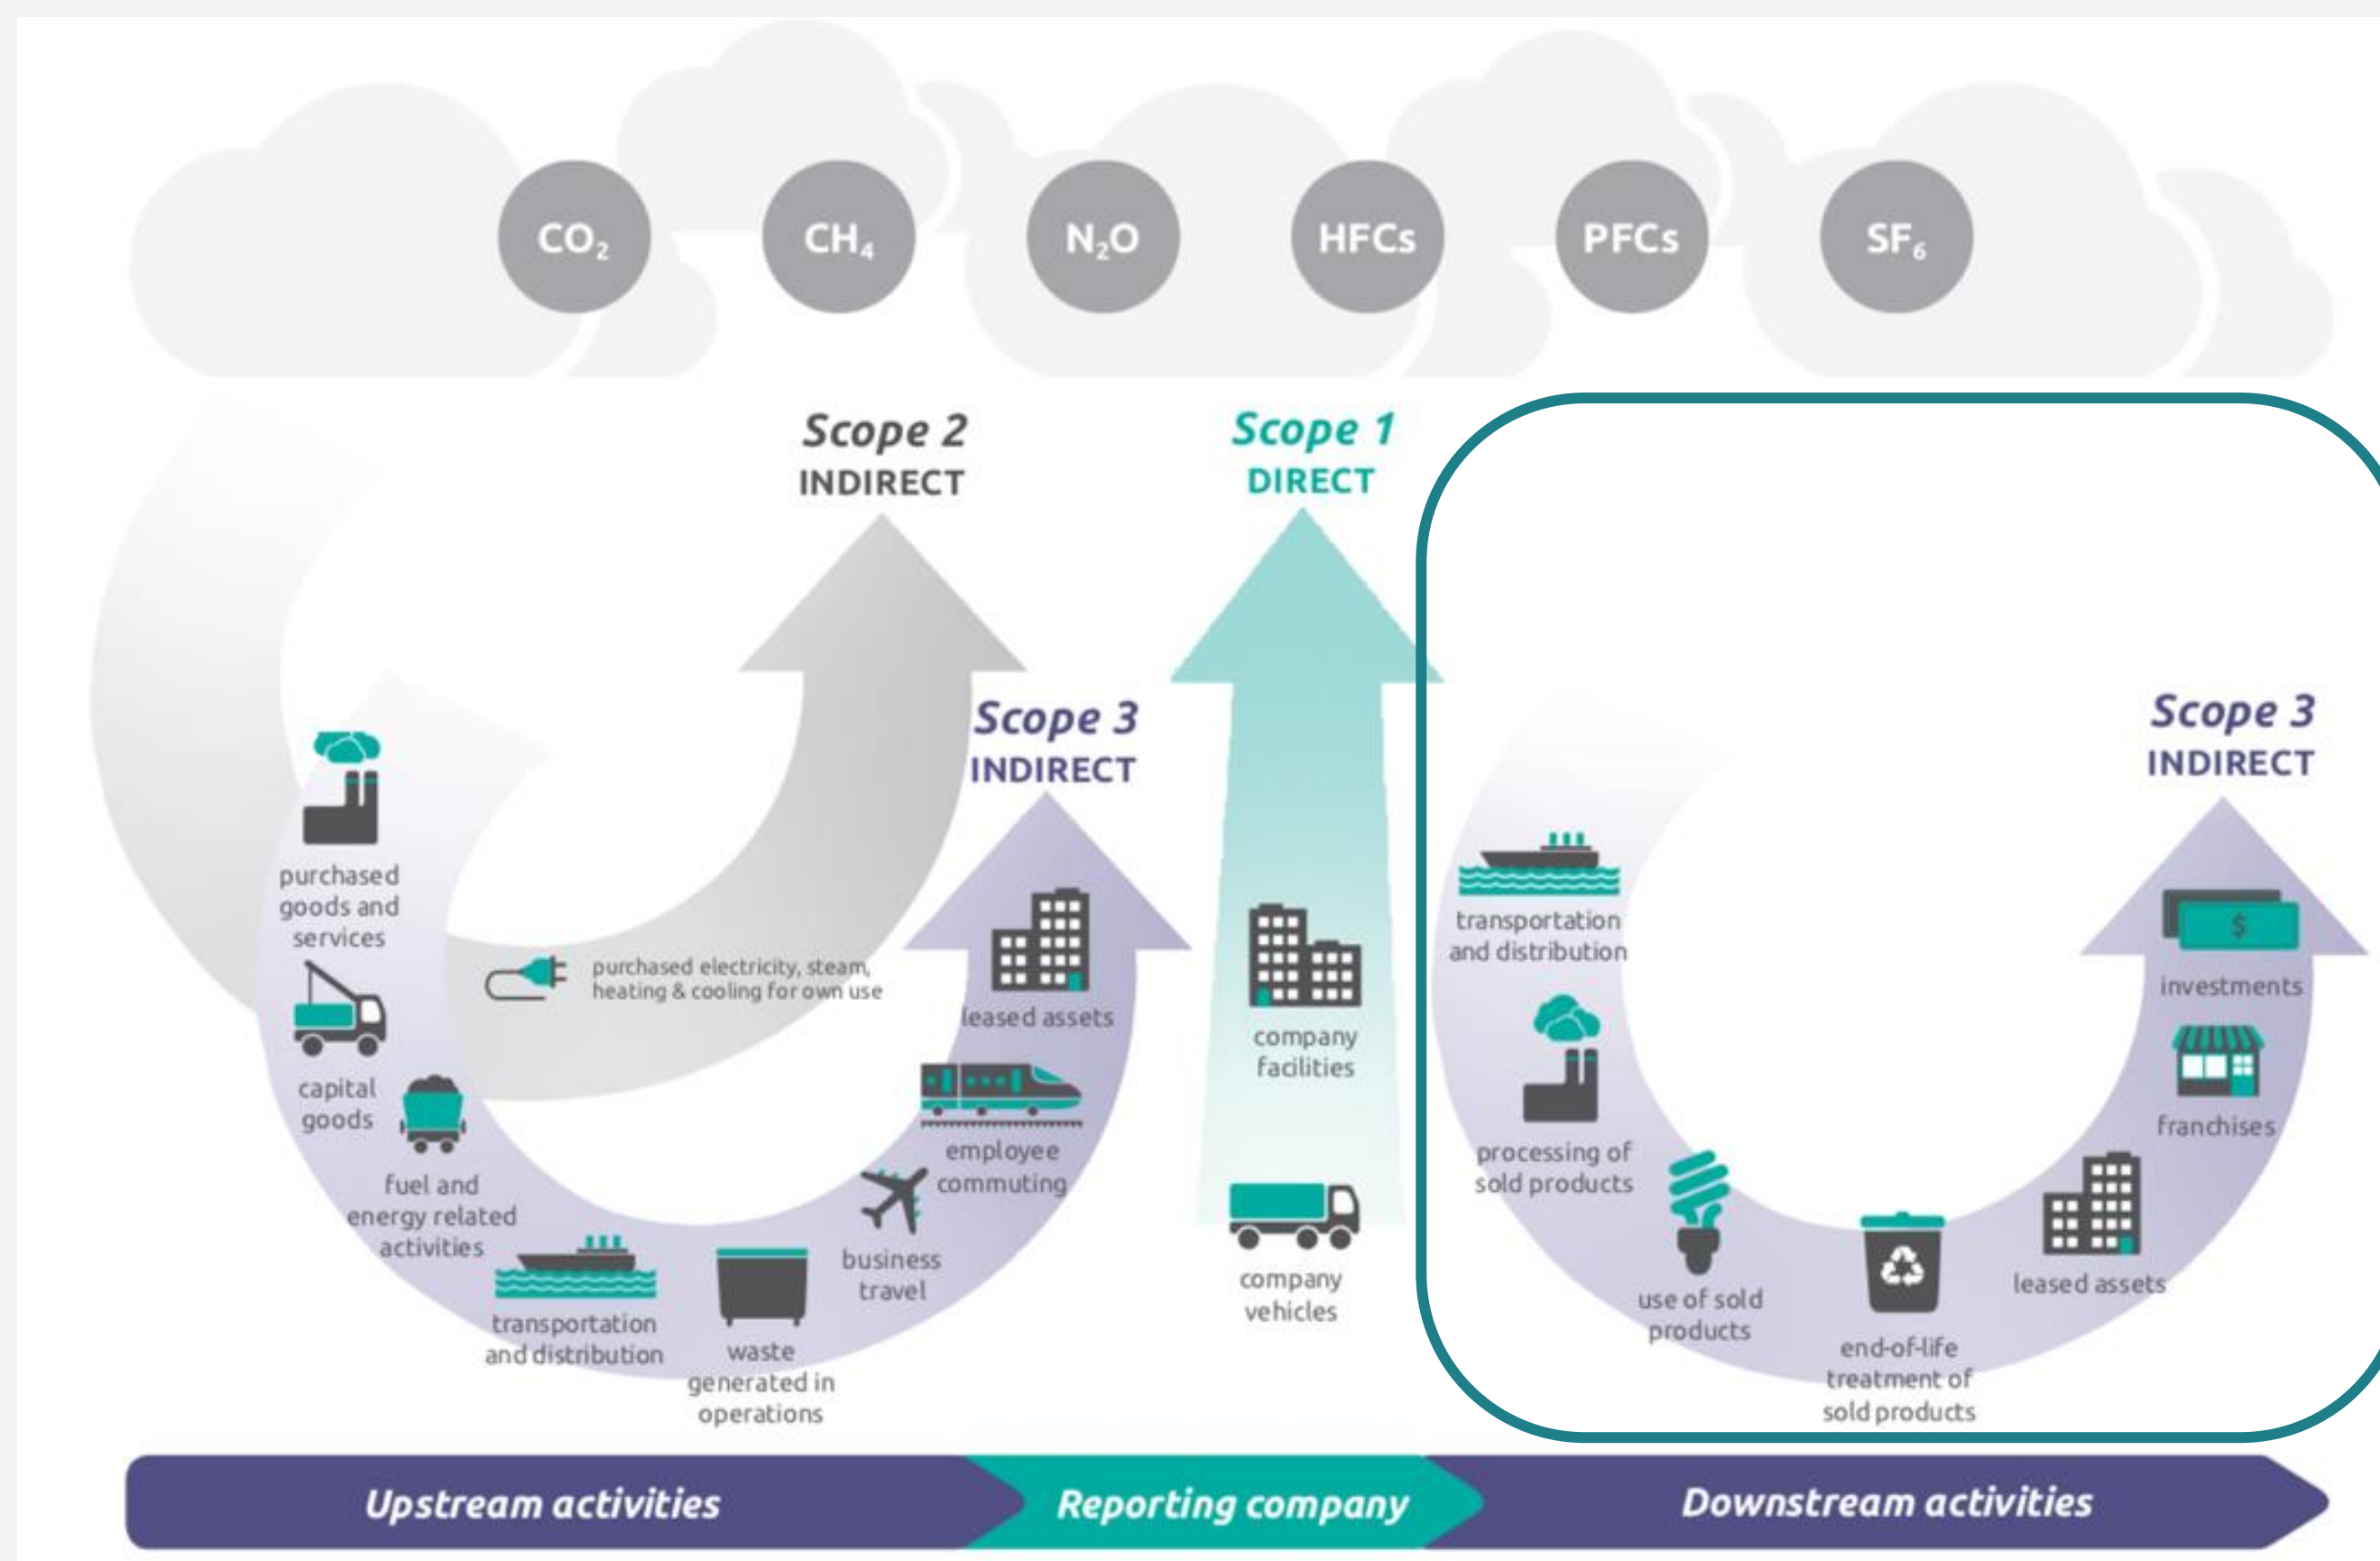 CO₂
CH₄
N₂O
HFCs
PFCs
SF₆
Scope 2
INDIRECT
Scope 1
DIRECT
Scope 3
INDIRECT
Scope 3
INDIRECT
purchased
goods and
services
capital
goods
fuel and
energy related
activities
purchased electricity, steam,
heating & cooling for own use
transportation
and distribution
waste
generated in
operations
business
travel
employee
commuting
leased assets
company
facilities
company
vehicles
transportation
and distribution
processing of
sold products
use of sold
products
end-of-life
treatment of
sold products
leased assets
franchises
$
investments
Upstream activities
Reporting company
Downstream activities